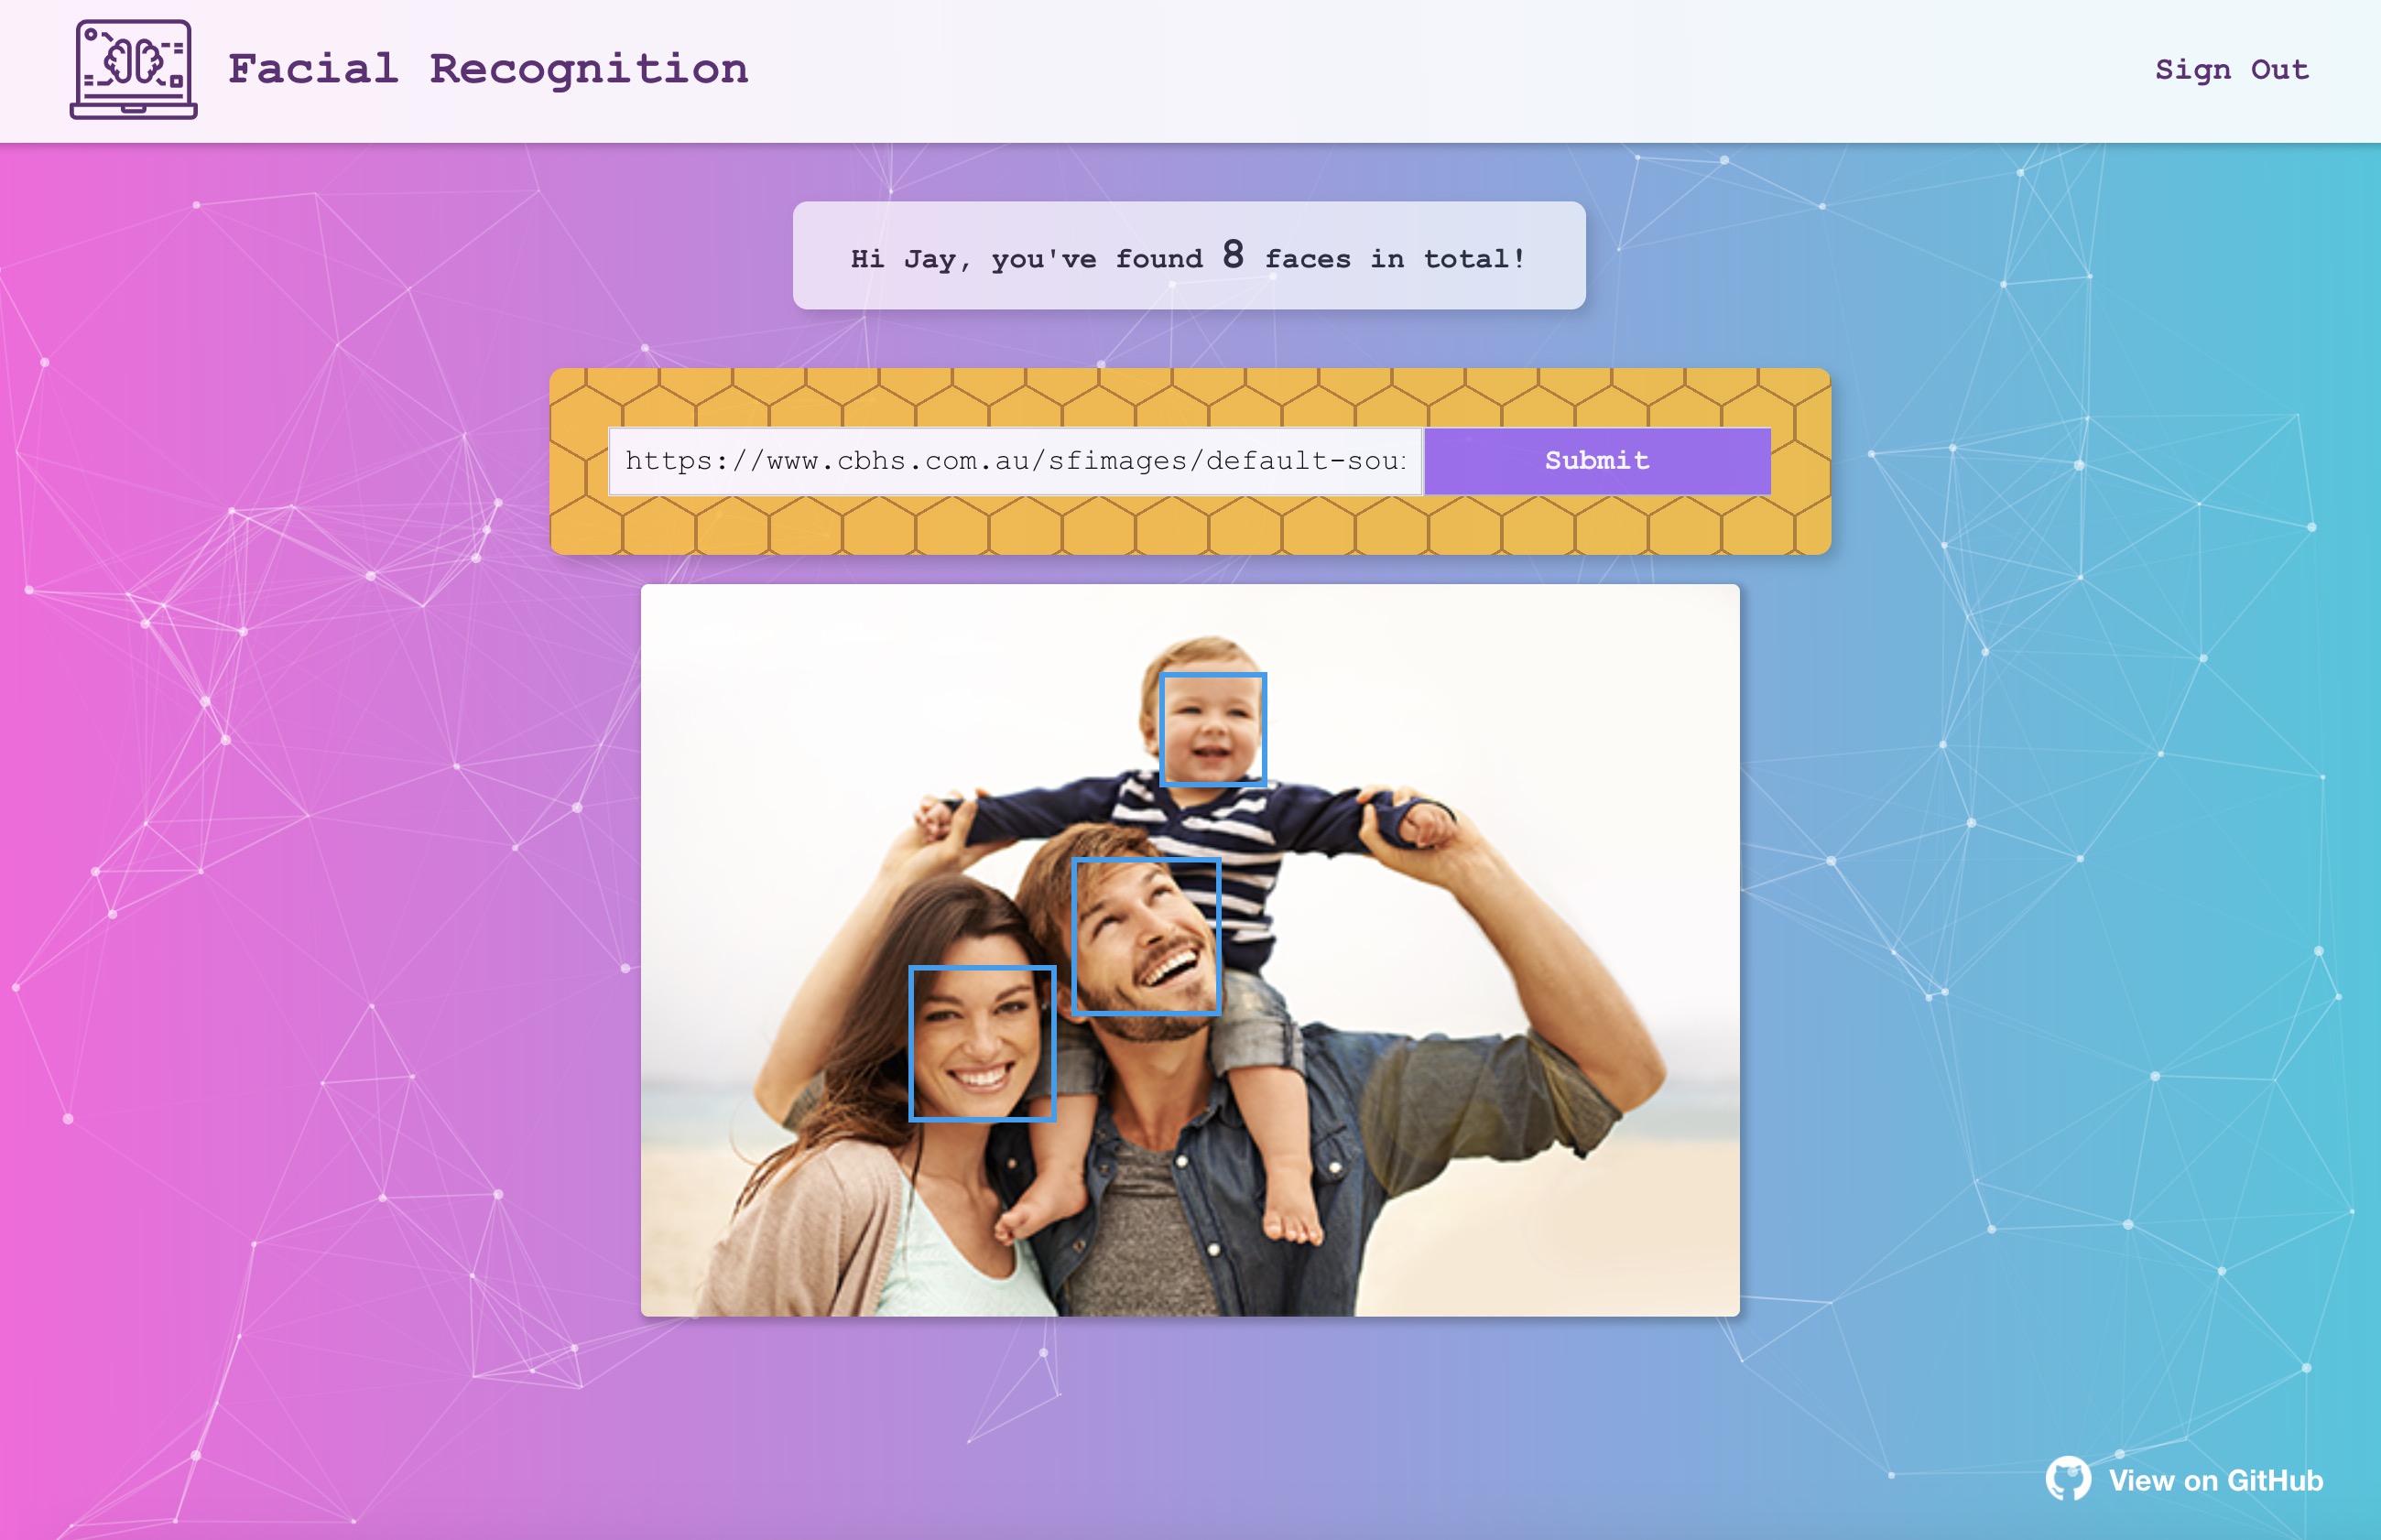 Facial Recognition
Sign Out
Hi Jay, you've found 8 faces in total!
https://www.cbhs.com.au/sfimages/default-sou
Submit
View on GitHub